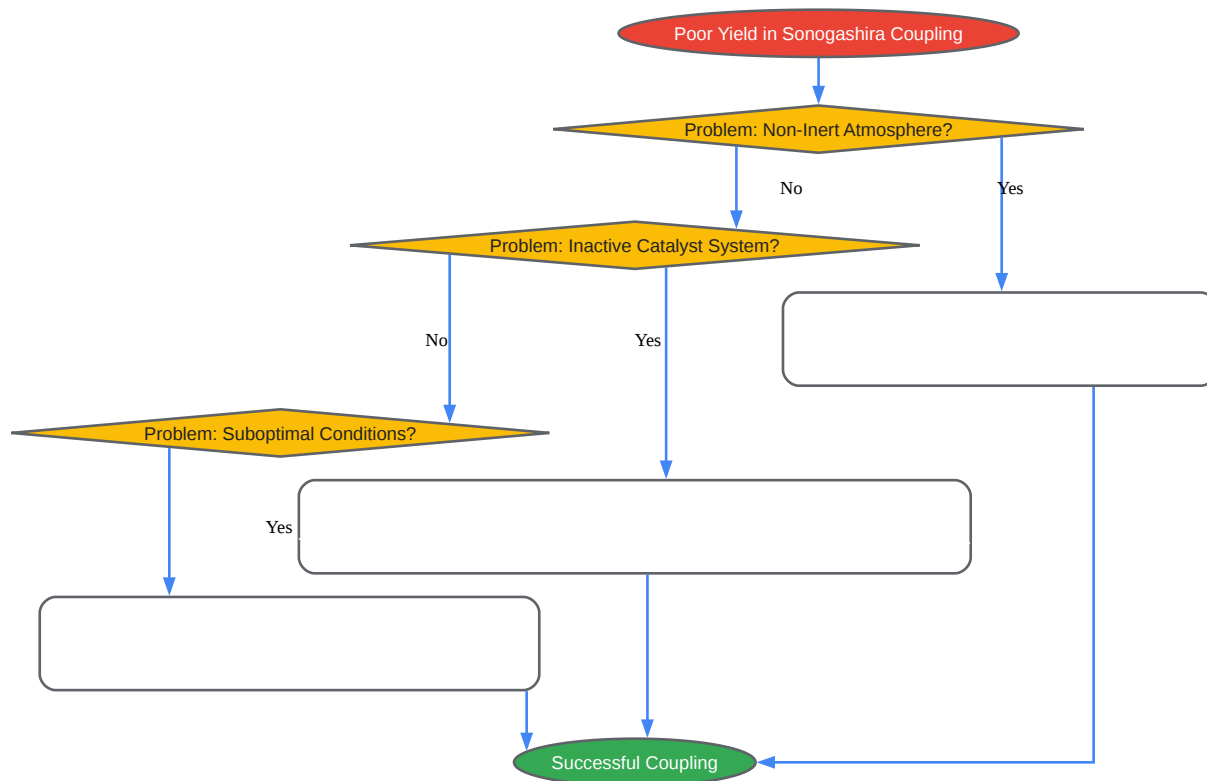 Poor Yield in Sonogashira Coupling
Problem: Non-Inert Atmosphere?
No
Yes
Problem: Inactive Catalyst System?
No
Yes
Problem: Suboptimal Conditions?
Yes
Successful Coupling